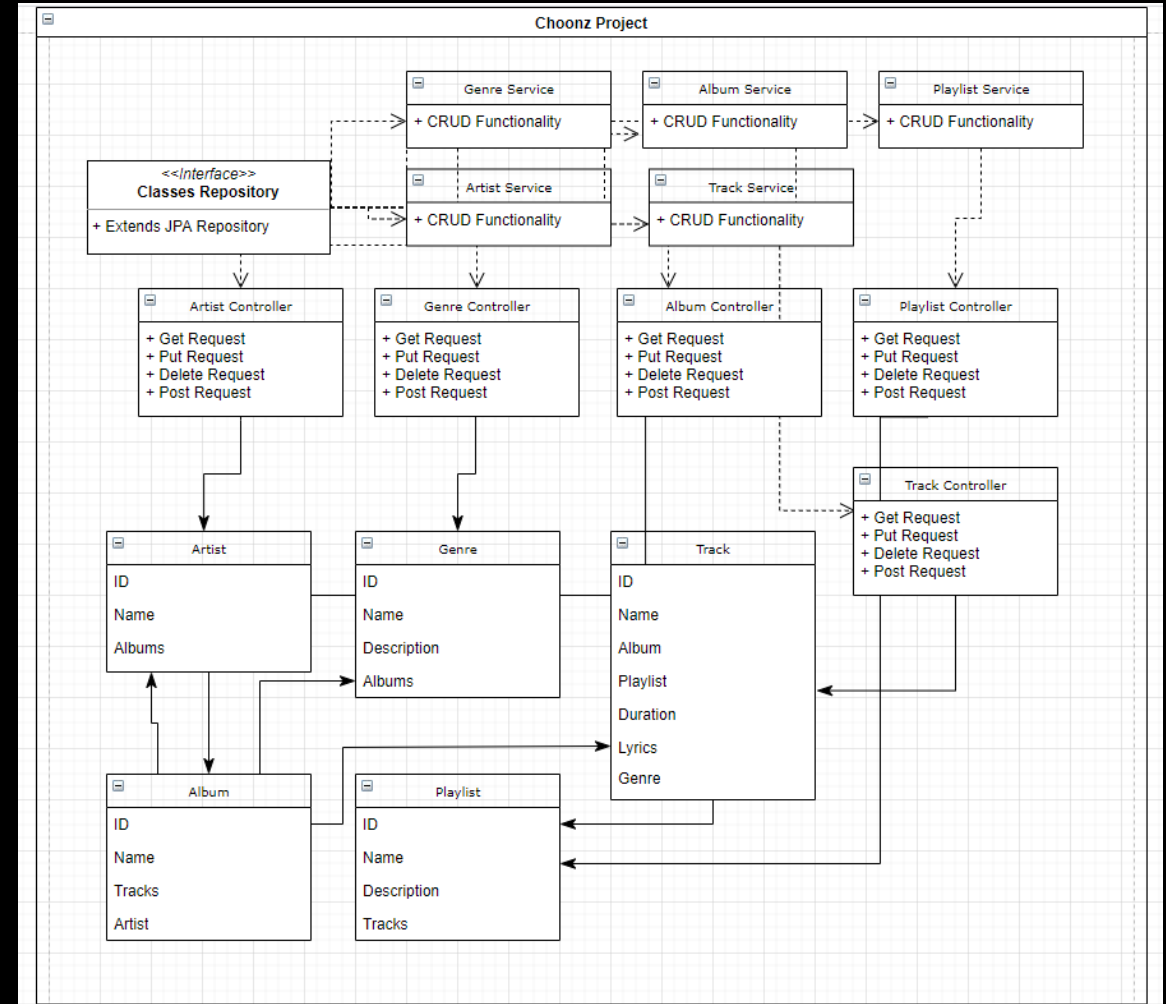 Choonz Project
Genre Service
+ CRUD Functionality
Album Service
+ CRUD Functionality
Playlist Service
+ CRUD Functionality
<<Interface>>
Classes Repository
+ Extends JPA Repository
Artist Service
+ CRUD Functionality
Track Service
+ CRUD Functionality
Artist Controller
+ Get Request
+ Put Request
+ Delete Request
+ Post Request
Genre Controller
+ Get Request
+ Put Request
+ Delete Request
+ Post Request
Album Controller
+ Get Request
+ Put Request
+ Delete Request
+ Post Request
Playlist Controller
+ Get Request
+ Put Request
+ Delete Request
+ Post Request
Track Controller
+ Get Request
+ Put Request
+ Delete Request
+ Post Request
Artist
ID
Name
Albums
Genre
ID
Name
Description
Albums
Track
ID
Name
Album
Playlist
Duration
Lyrics
Genre
Album
ID
Name
Tracks
Artist
Playlist
ID
Name
Description
Tracks